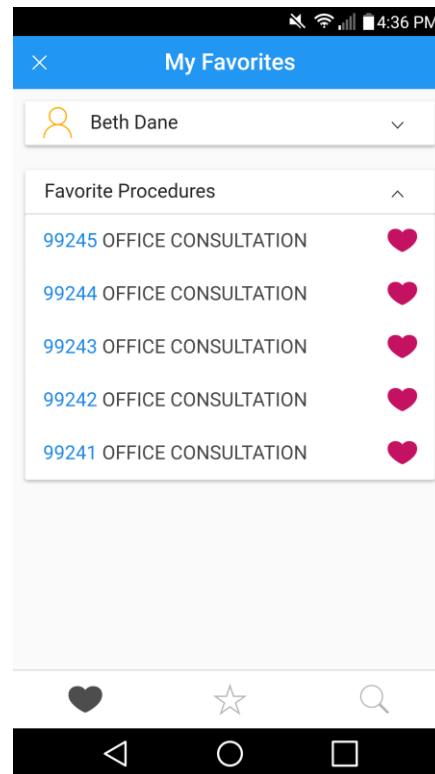 4:36 PM
My Favorites
Beth Dane
Favorite Procedures
99245 OFFICE CONSULTATION
99244 OFFICE CONSULTATION
99243 OFFICE CONSULTATION
99242 OFFICE CONSULTATION
99241 OFFICE CONSULTATION